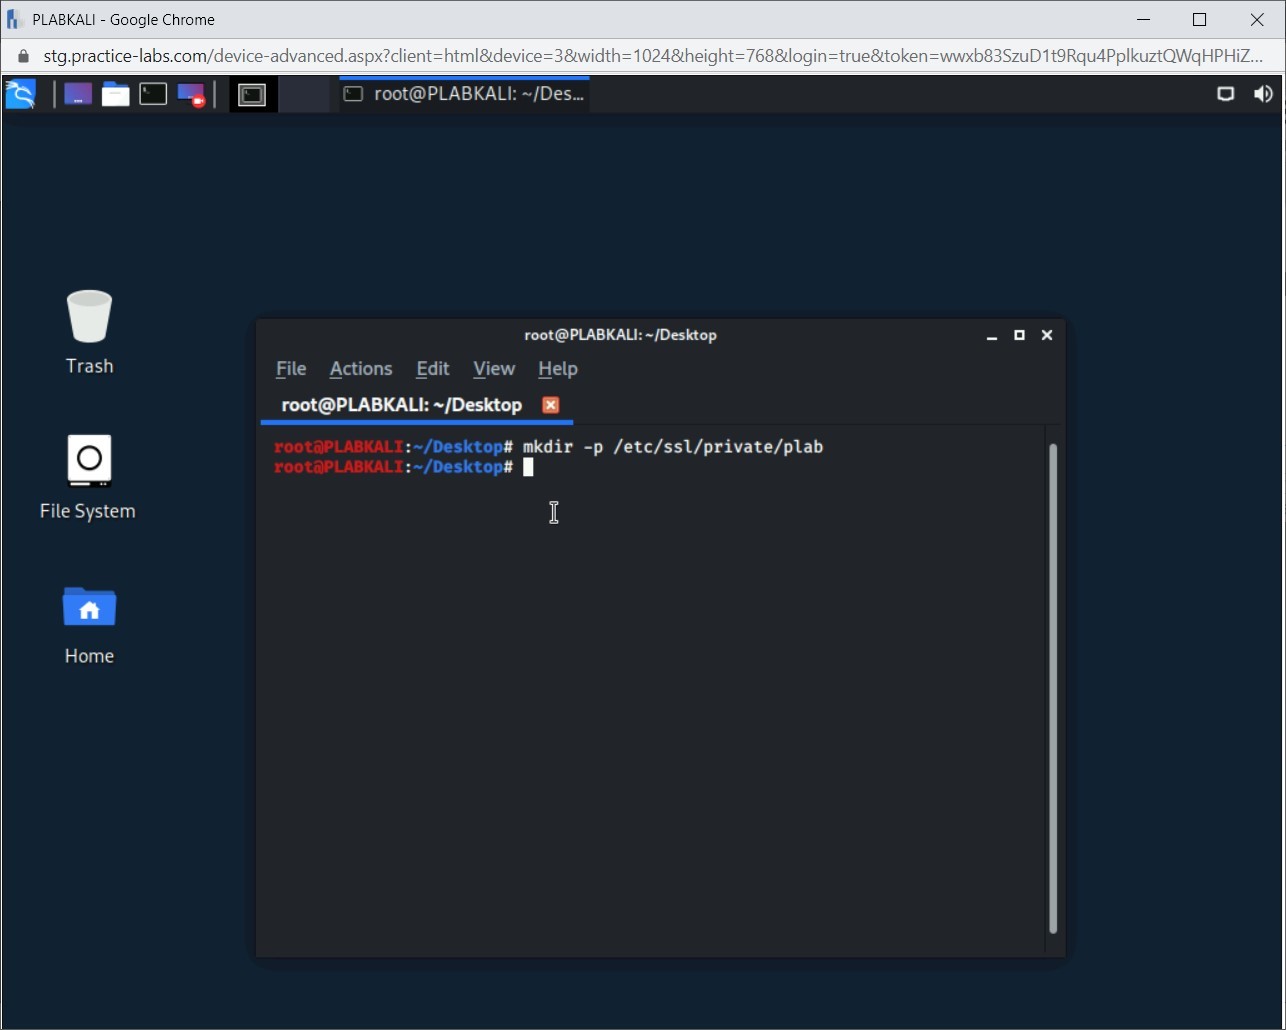 PLABKALI - Google Chrome
stg.practice-labs.com/device-advanced.aspx?client=html&device=3&width=1024&height=768&login=true&token=wwxb83SzuD1t9Rqu4PplkuztQWqHPHiZ...
root@PLABKALI: ~/Des...
Trash
File System
Home
root@PLABKALI: ~/Desktop
File Actions Edit View Help
root@PLABKALI: ~/Desktop
root@PLABKALI:~/Desktop# mkdir -p /etc/ssl/private/plab
root@PLABKALI:~/Desktop#